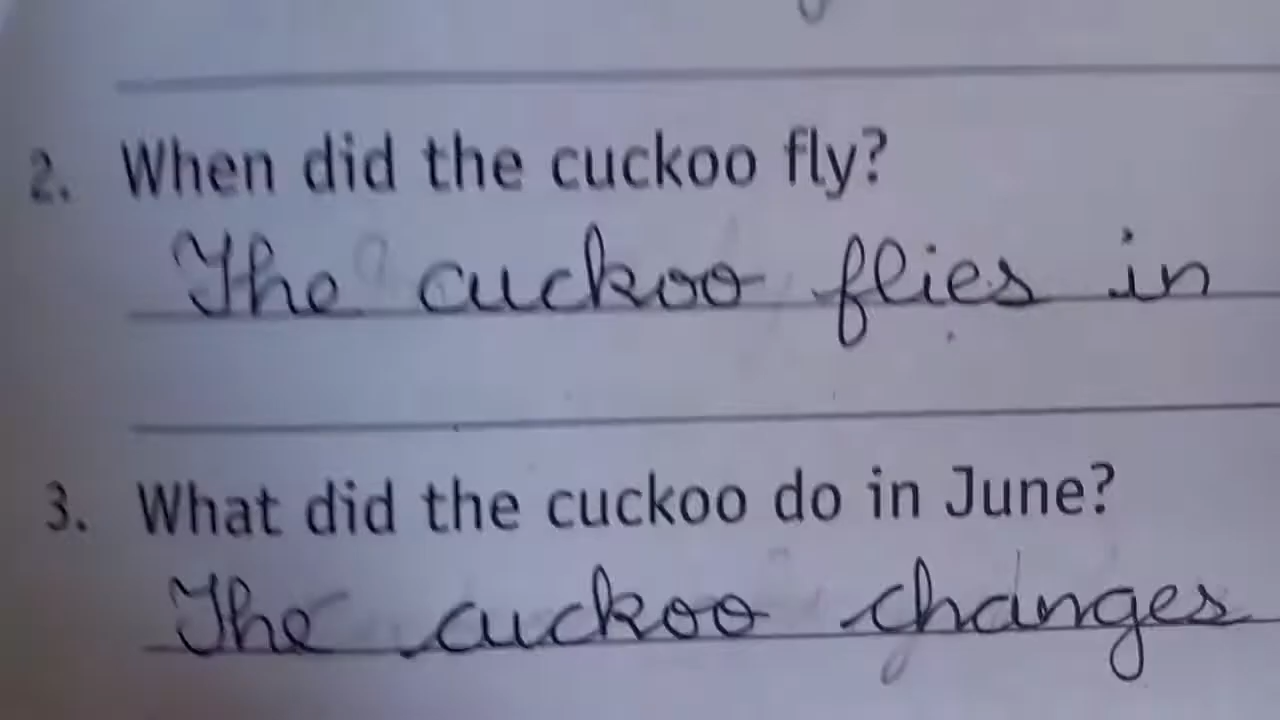 2. When did the cuckoo fly?
The cuckoo flies in
3. What did the cuckoo do in June?
The cuckoo changes